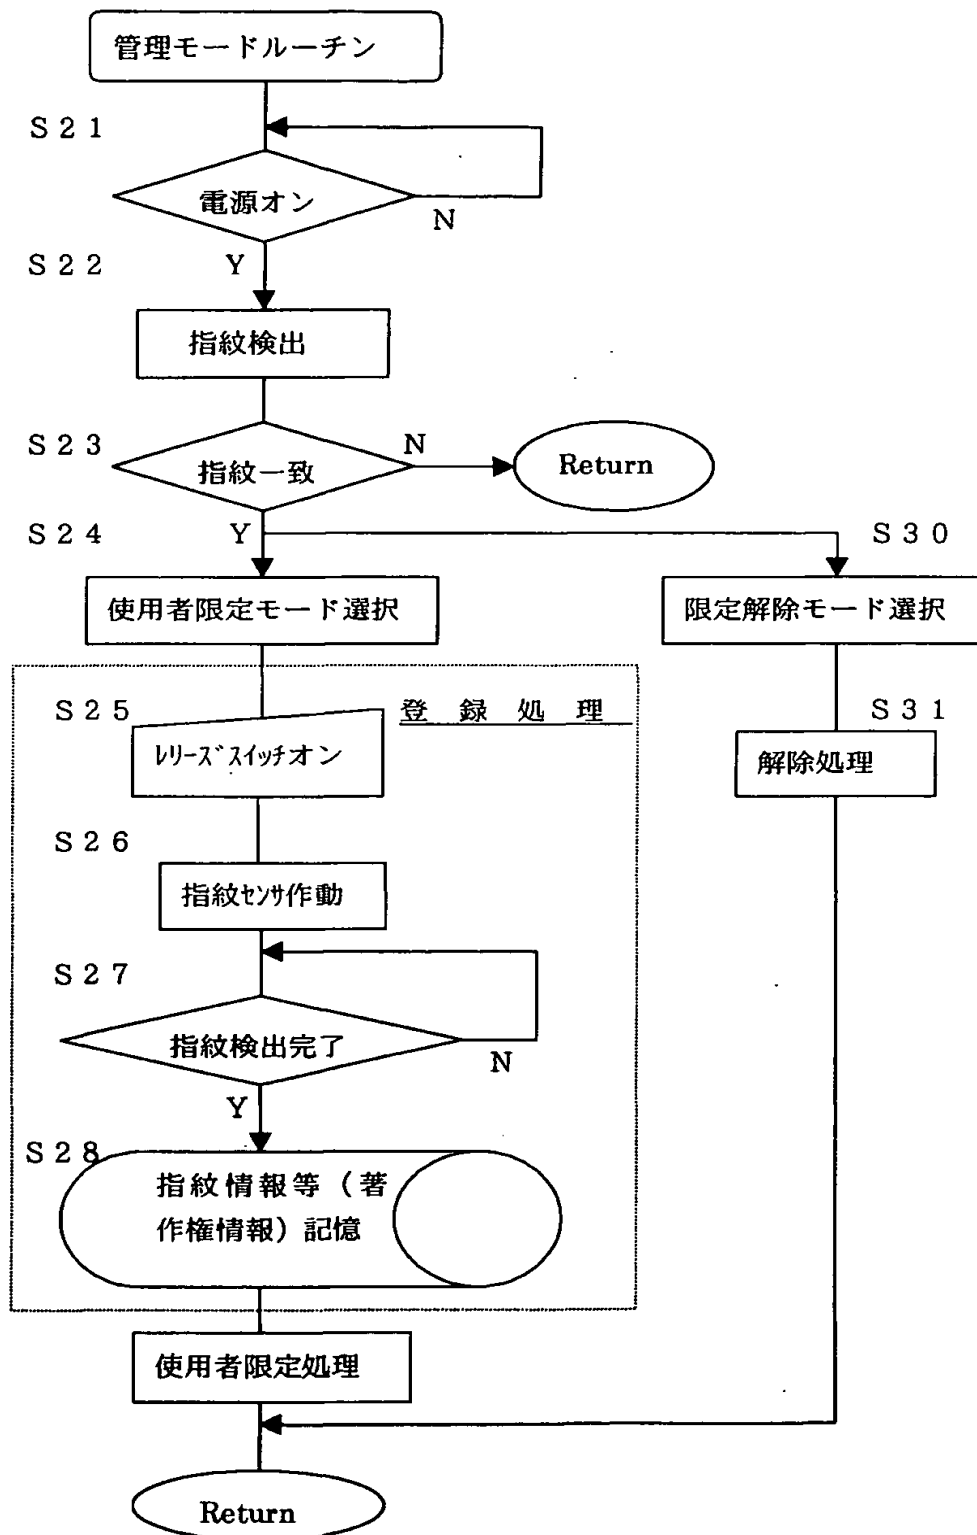 管理モードルーチン
S21
電源オン
N
S22
Y
指紋検出
S23
N
指紋一致
Return
S24
Y
S30
使用者限定モード選択
限定解除モード選択
S25
登録処理
S31
ﾚﾘｰｽﾞｽｲｯﾁオン
解除処理
S26
指紋ｾﾝｻ作動
S27
指紋検出完了
N
Y
S28
指紋情報等（著
作権情報）記憶
使用者限定処理
Return